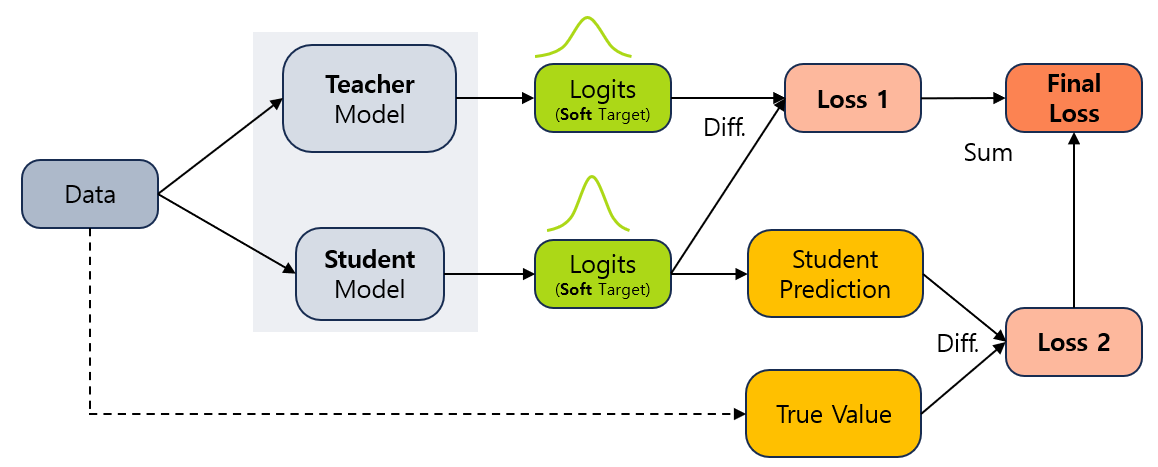 Teacher
Model
Logits
(Soft Target)
Loss 1
Final
Loss
Diff.
Sum
Data
Student
Model
Logits
(Soft Target)
Student
Prediction
Diff.
Loss 2
True Value